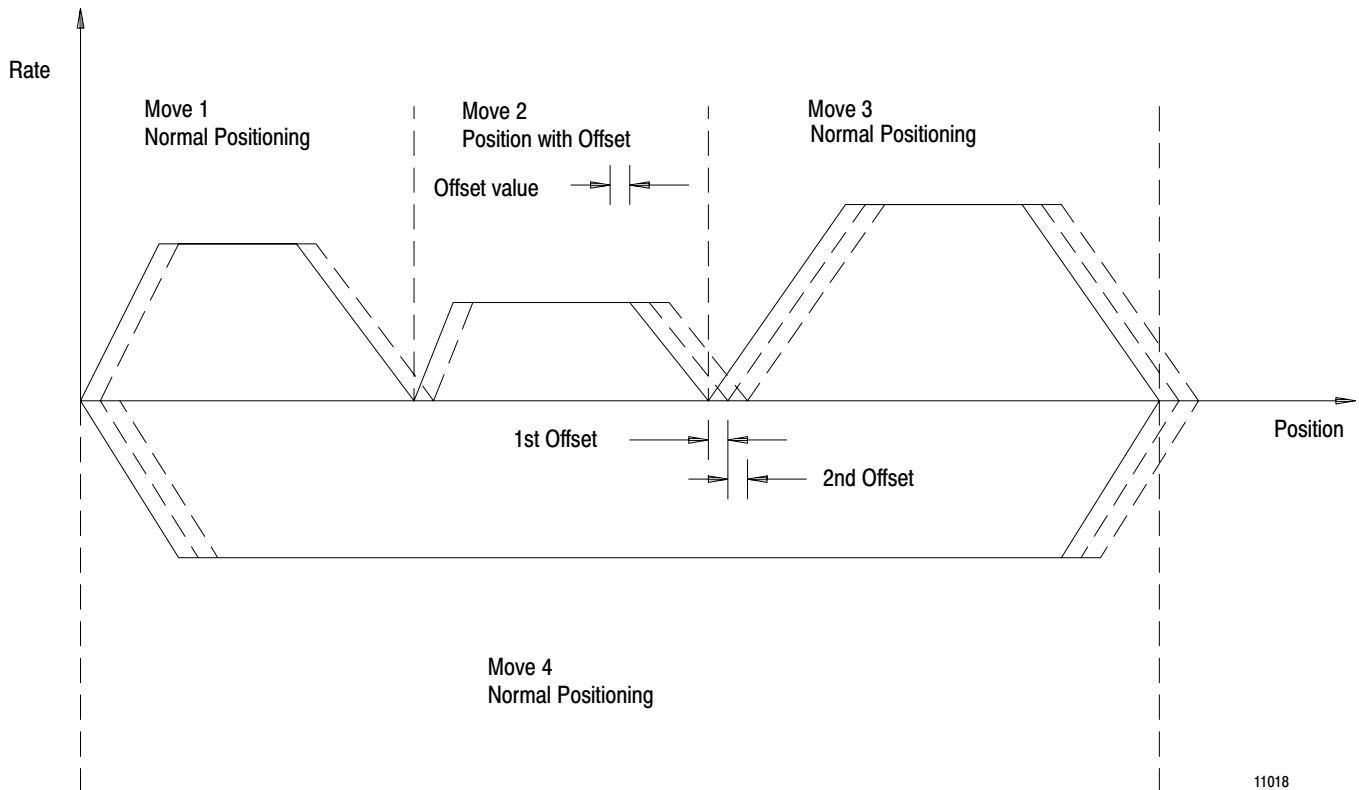 Rate
Move 1
Normal Positioning
Move 2
Position with Offset
Offset value
Move 3
Normal Positioning
1st Offset
2nd Offset
Position
Move 4
Normal Positioning
11018